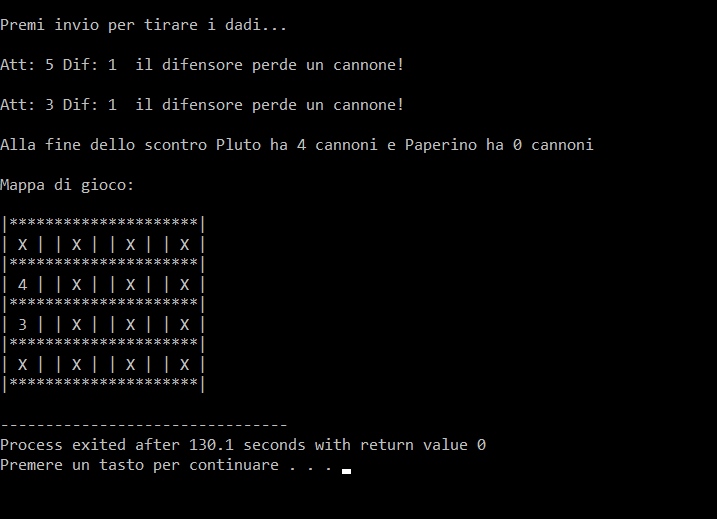 Premi invio per tirare i dadi...
Att: 5 Dif: 1  il difensore perde un cannone!
Att: 3 Dif: 1  il difensore perde un cannone!
Alla fine dello scontro Pluto ha 4 cannoni e Paperino ha 0 cannoni
Mappa di gioco:
|*********************|
| X | | X | | X | | X |
|*********************|
| 4 | | X | | X | | X |
|*********************|
| 3 | | X | | X | | X |
|*********************|
| X | | X | | X | | X |
|*********************|
--------------------------------
Process exited after 130.1 seconds with return value 0
Premere un tasto per continuare . . .